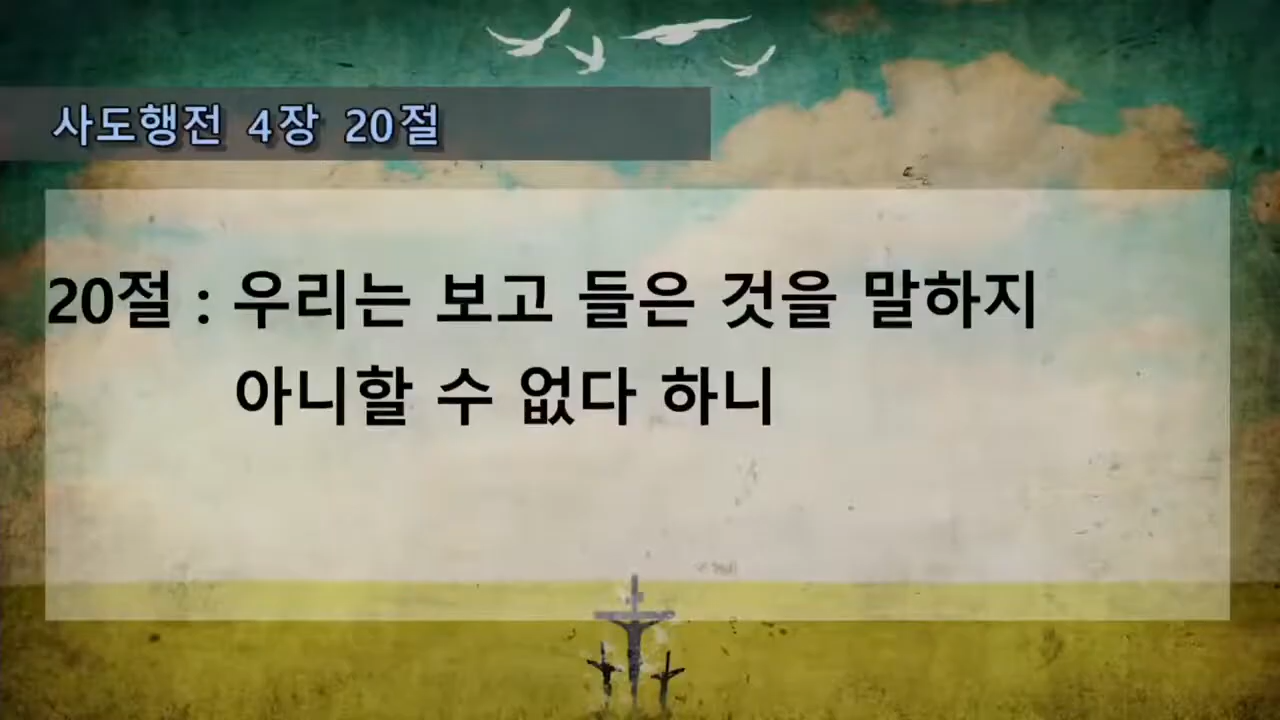 사도행전 4장 20절
20절 : 우리는 보고 들은 것을 말하지
아니할 수 없다 하니